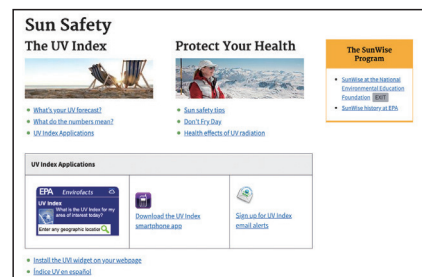 Sun Safety
The UV Index
Protect Your Health
What's your UV forecast?
What do the numbers mean?
UV Index Applications
Sun safety tips
Don't Fry Day
Health effects of UV radiation
The SunWise
Program
SunWise at the National
Environmental Education
Foundation EXIT
SunWise history at EPA
UV Index Applications
EPA Envirofacts
UV Index
What is the UV Index for my
area of interest today?
Enter any geographic location
Download the UV Index
smartphone app
Sign up for UV Index
email alerts
Install the UVI widget on your webpage
Índice UV en español